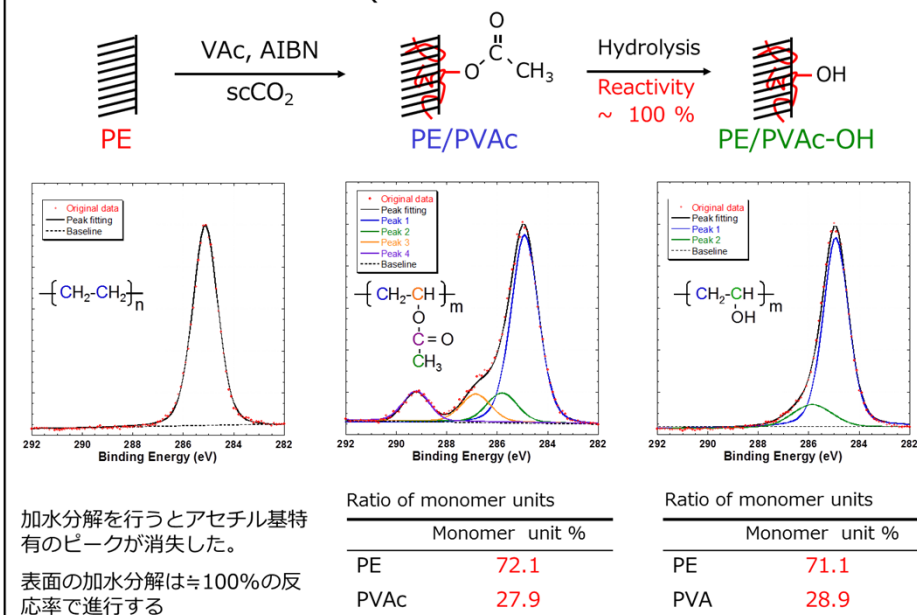 VAc, AIBN
scCO₂
O
O
CH₃
Hydrolysis
Reactivity
~ 100 %
OH
PE
PE/PVAc
PE/PVAc-OH
Original data
Peak fitting
Baseline
CH₂-CH₂
n
292 290 288 286 284 282
Binding Energy (eV)
Original data
Peak fitting
Peak 1
Peak 2
Peak 3
Peak 4
Baseline
CH₂-CH
m
O
C=O
CH₃
292 290 288 286 284 282
Binding Energy (eV)
Original data
Peak fitting
Peak 1
Peak 2
Baseline
CH₂-CH
m
OH
292 290 288 286 284 282
Binding Energy (eV)
加水分解を行うとアセチル基特
有のピークが消失した。
表面の加水分解は≒100%の反
応率で進行する
Ratio of monomer units
Monomer unit %
PE 72.1
PVAc 27.9
Ratio of monomer units
Monomer unit %
PE 71.1
PVA 28.9